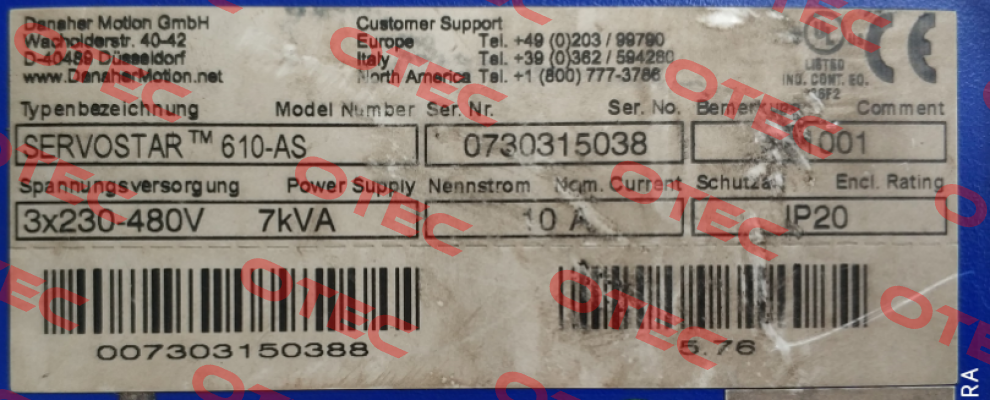 Danaher Motion GmbH
Wacholderstr. 40-42
D-40489 Düsseldorf
www.DanaherMotion.net
Customer Support
Europe Tel. +49 (0)203 / 99790
Italy Tel. +39 (0)362 / 594260
North America Tel. +1 (800) 777-3786
LISTED
IND. CONT. EQ.
Typenbezeichnung Model Number Ser. Nr. Ser. No. Bemerkung Comment
SERVOSTAR™ 610-AS 0730315038 1001
Spannungsversorgung Power Supply Nennstrom Nom. Current Schutzart Encl. Rating
3x230-480V 7kVA 10 A IP20
007303150388 5.76
RA
OTEC